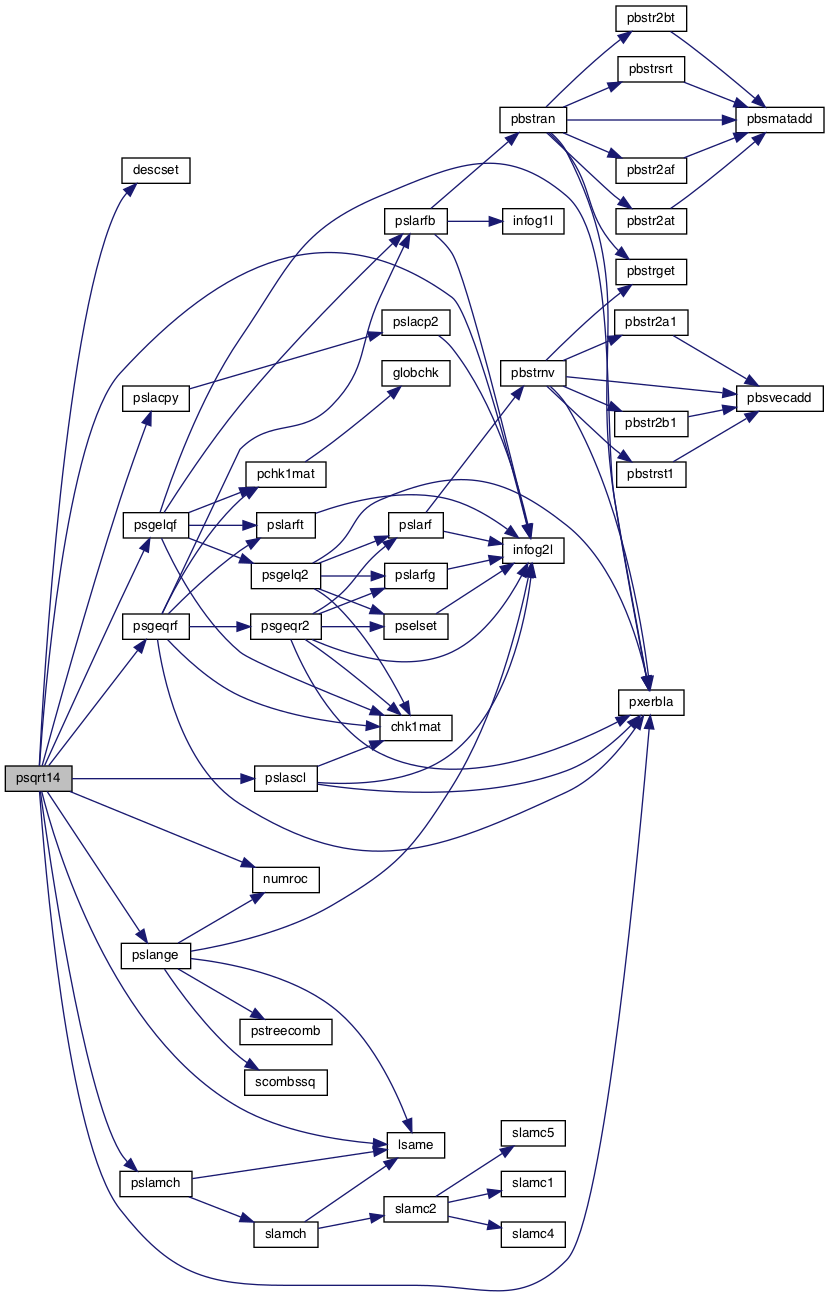 pbstr2bt
pbstrsrt
pbstran
pbsmatadd
descset
pbstr2af
pslarfb
infog1l
pbstr2at
pbstrget
pslacp2
pbstr2a1
globchk
pbstrnv
pslacpy
pbsvecadd
pbstr2b1
pchk1mat
pbstrst1
psgelqf
pslarft
pslarf
infog2l
psgelq2
pslarfg
psgeqrf
psgeqr2
pselset
pxerbla
chk1mat
psqrt14
pslascl
numroc
pslange
pstreecomb
scombssq
slamc5
lsame
pslamch
slamc1
slamc2
slamch
slamc4